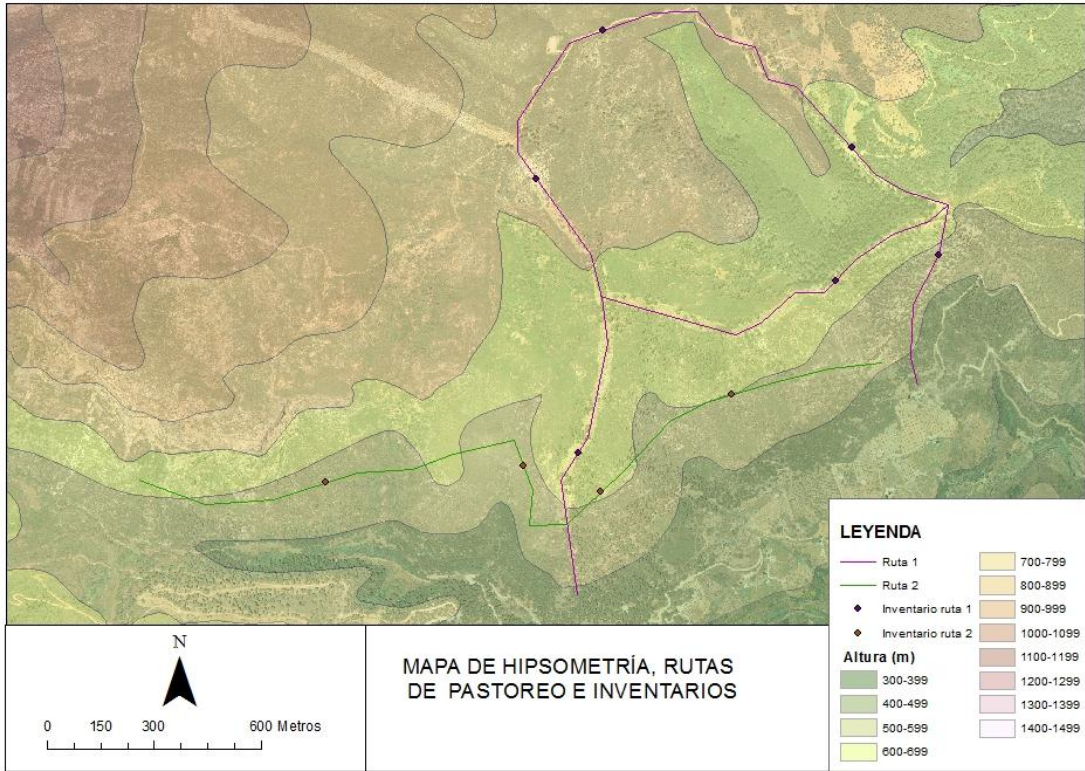 N
0 150 300 600 Metros
MAPA DE HIPSOMETRÍA, RUTAS
DE PASTOREO E INVENTARIOS
LEYENDA
Ruta 1
Ruta 2
Inventario ruta 1
Inventario ruta 2
Altura (m)
300-399
400-499
500-599
600-699
700-799
800-899
900-999
1000-1099
1100-1199
1200-1299
1300-1399
1400-1499